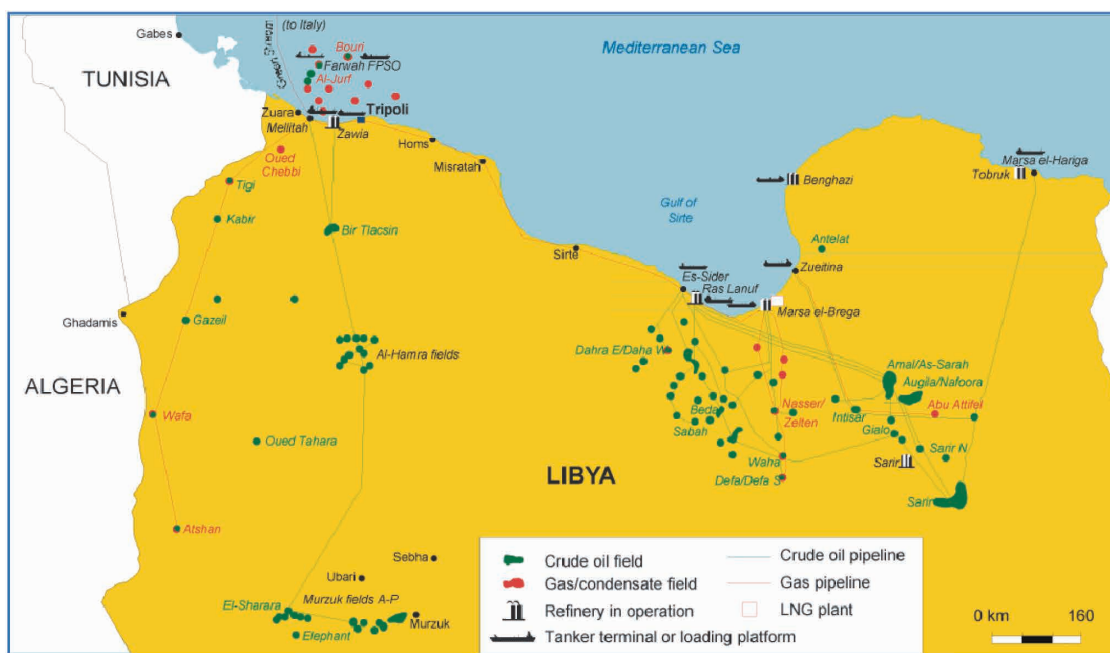 Gabes
TUNISIA
(to Italy)
Green Stream
Bouri
Farwah FPSO
Al-Jurf
Mediterranean Sea
Zuara
Mellitah
Tripoli
Zawia
Homs
Misratah
Oued
Chebbi
Tigi
Kabir
Bir Tlacsin
Marsa el-Hariga
Tobruk
Benghazi
Gulf of
Sirte
Antelat
Sirte
Zueitina
Es-Sider
Ras Lanuf
Marsa el-Brega
Ghadamis
Gazeil
Al-Hamra fields
Dahra E/Daha W
ALGERIA
Amal/As-Sarah
Augila/Nafoora
Wafa
Beda
Nasser/
Zelten
Intisar
Abu Attifel
Sabah
Gialo
Oued Tahara
Waha
Sarir
Sarir N
LIBYA
Defa/Defa S
Sarir
Atshan
Sebha
Ubari
El-Sharara
Murzuk fields A-P
Murzuk
Elephant
Crude oil field
Gas/condensate field
Refinery in operation
Tanker terminal or loading platform
Crude oil pipeline
Gas pipeline
LNG plant
0 km 160